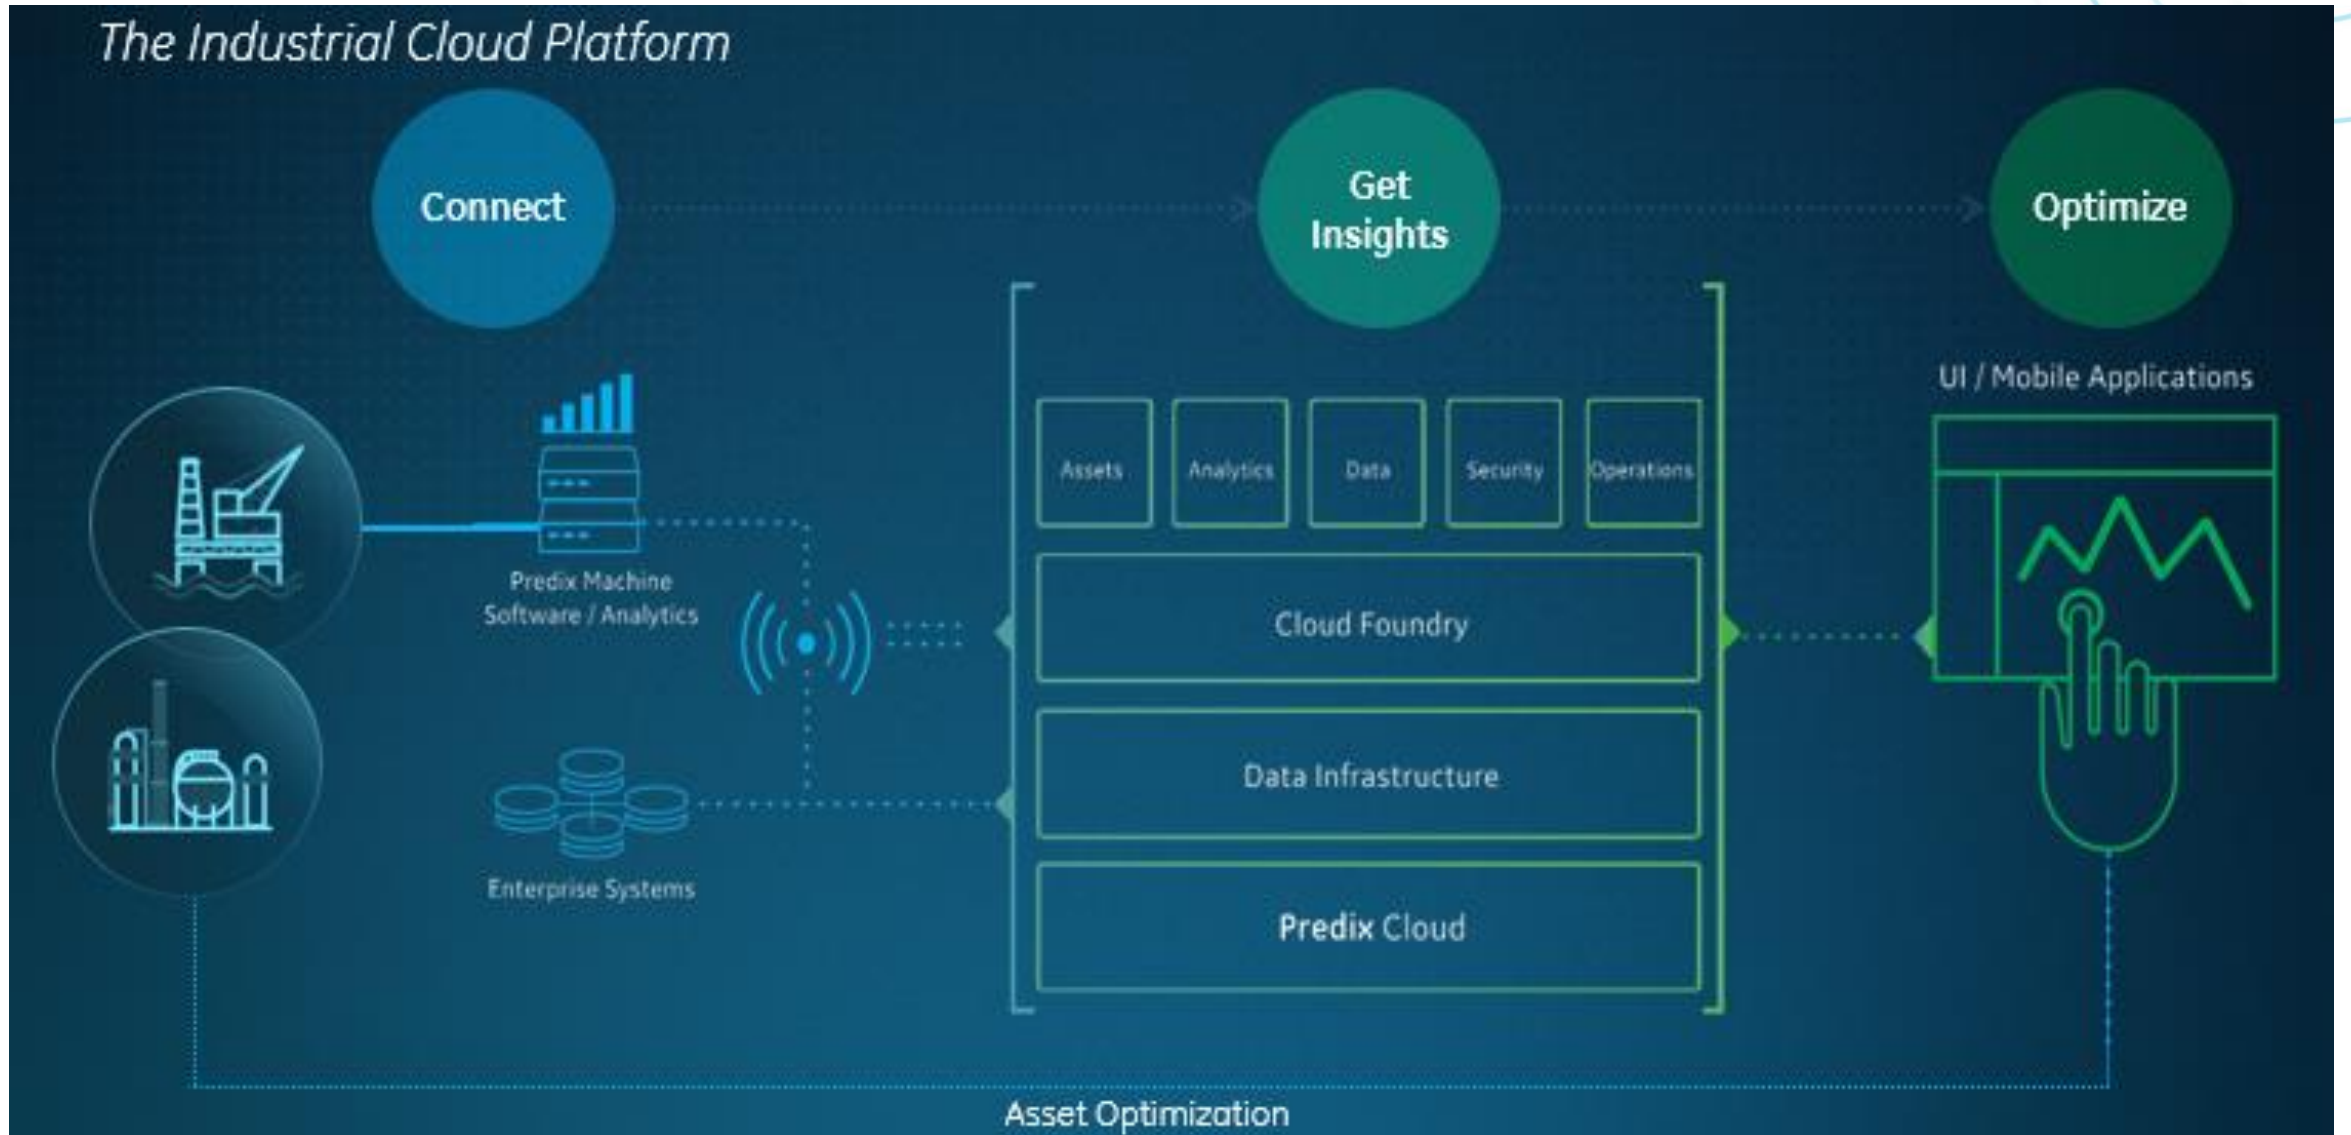 The Industrial Cloud Platform
Connect
Get
Insights
Optimize
UI / Mobile Applications
Assets
Analytics
Data
Security
Operations
Predix Machine
Software / Analytics
Cloud Foundry
Data Infrastructure
Enterprise Systems
Predix Cloud
Asset Optimization